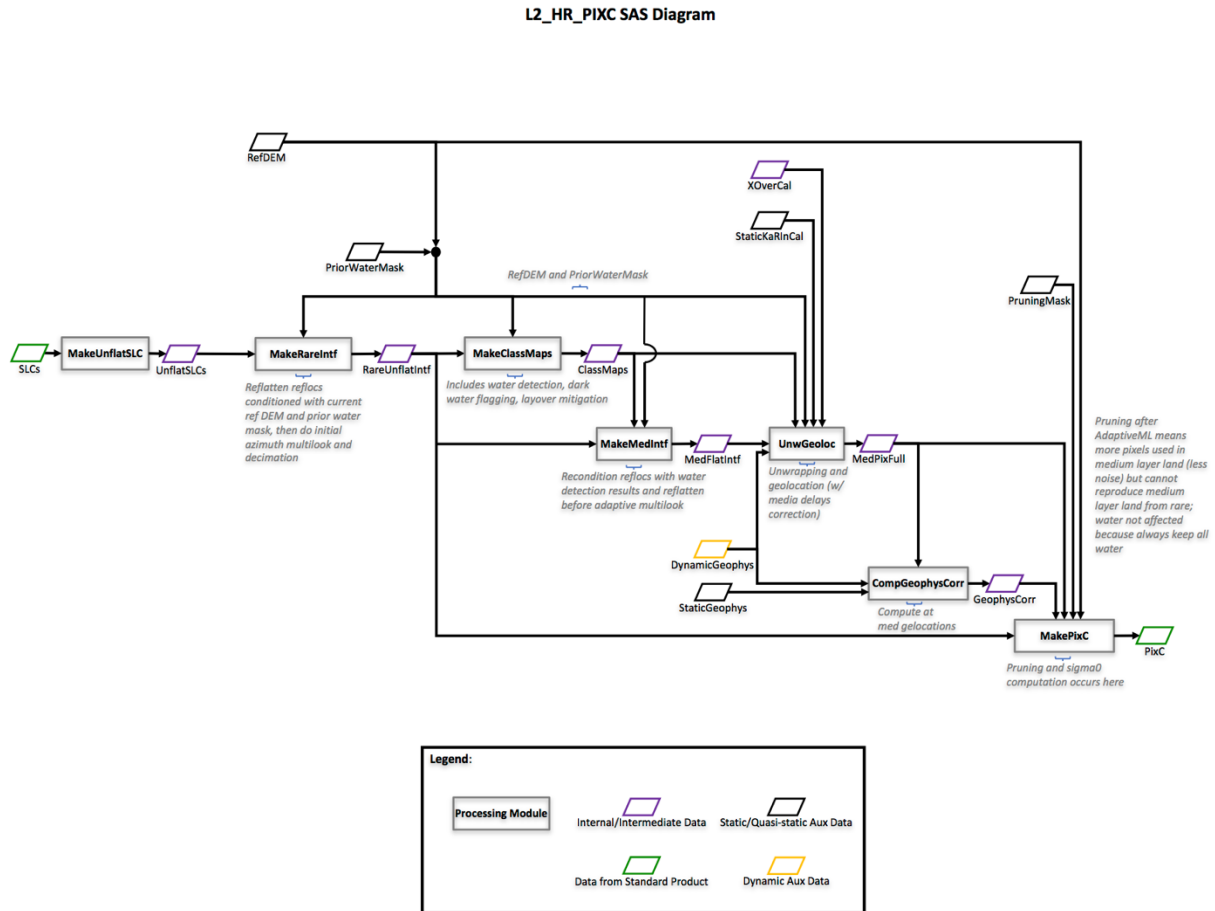 L2_HR_PIXC SAS Diagram
RefDEM
XOverCal
StaticKaRInCal
PriorWaterMask
RefDEM and PriorWaterMask
PruningMask
SLCs
MakeUnflatSLC
UnflatSLCs
MakeRareIntf
RareUnflatIntf
MakeClassMaps
ClassMaps
Reflatten reflocs
conditioned with current
ref DEM and prior water
mask, then do initial
azimuth multilook and
decimation
Includes water detection, dark
water flagging, layover mitigation
MakeMedIntf
MedFlatIntf
UnwGeoloc
MedPixFull
Recondition reflocs with water
detection results and reflatten
before adaptive multilook
Unwrapping and
geolocation (w/
media delays
correction)
Pruning after
AdaptiveML means
more pixels used in
medium layer land (less
noise) but cannot
reproduce medium
layer land from rare;
water not affected
because always keep all
water
DynamicGeophys
StaticGeophys
CompGeophysCorr
GeophysCorr
Compute at
med gelocations
MakePixC
PixC
Pruning and sigma0
computation occurs here
Legend:
Processing Module
Internal/Intermediate Data
Static/Quasi-static Aux Data
Data from Standard Product
Dynamic Aux Data